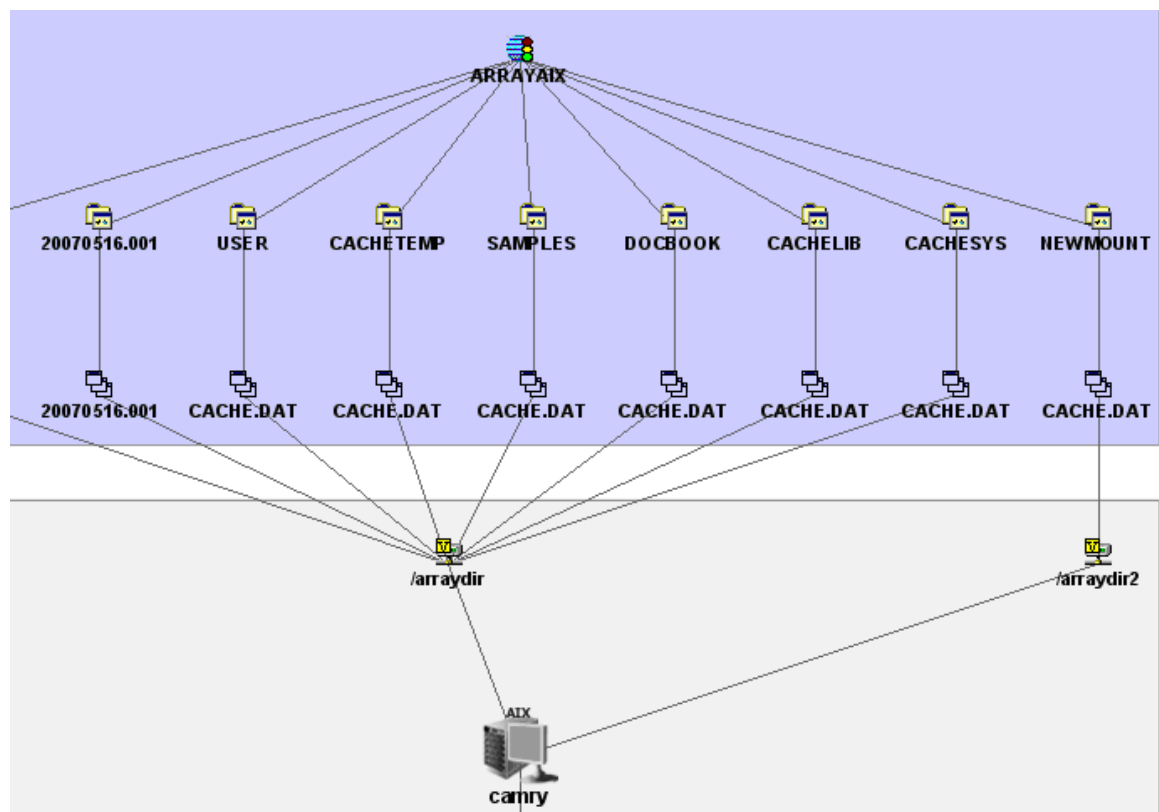 ARRAYAIX
20070516.001 USER CACHETEMP SAMPLES DOCBOOK CACHELIB CACHESYS NEWMOUNT
20070516.001 CACHE.DAT CACHE.DAT CACHE.DAT CACHE.DAT CACHE.DAT CACHE.DAT CACHE.DAT
/arraydir /arraydir2
AIX
camry